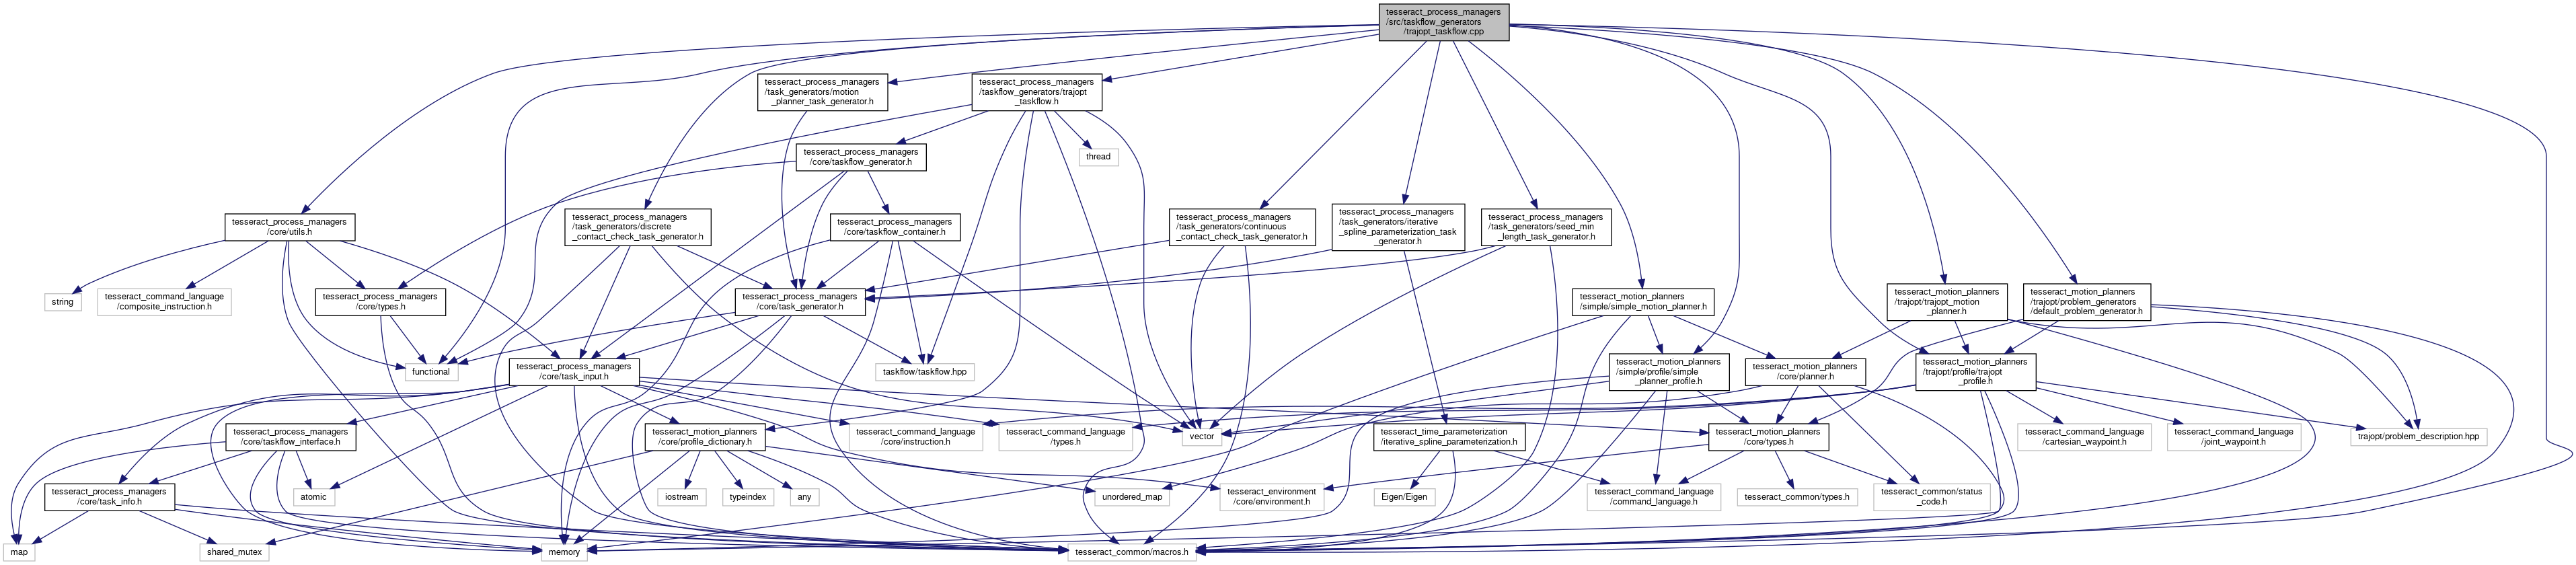 tesseract_process_managers
/src/taskflow_generators
/trajopt_taskflow.cpp
tesseract_process_managers
/task_generators/motion
_planner_task_generator.h
tesseract_process_managers
/taskflow_generators/trajopt
_taskflow.h
tesseract_process_managers
/core/taskflow_generator.h
thread
tesseract_process_managers
/core/utils.h
tesseract_process_managers
/task_generators/discrete
_contact_check_task_generator.h
tesseract_process_managers
/core/taskflow_container.h
tesseract_process_managers
/task_generators/continuous
_contact_check_task_generator.h
tesseract_process_managers
/task_generators/iterative
_spline_parameterization_task
_generator.h
tesseract_process_managers
/task_generators/seed_min
_length_task_generator.h
string
tesseract_command_language
/composite_instruction.h
tesseract_process_managers
/core/types.h
tesseract_process_managers
/core/task_generator.h
tesseract_motion_planners
/simple/simple_motion_planner.h
tesseract_motion_planners
/trajopt/trajopt_motion
_planner.h
tesseract_motion_planners
/trajopt/problem_generators
/default_problem_generator.h
functional
tesseract_process_managers
/core/task_input.h
taskflow/taskflow.hpp
tesseract_motion_planners
/simple/profile/simple
_planner_profile.h
tesseract_motion_planners
/core/planner.h
tesseract_motion_planners
/trajopt/profile/trajopt
_profile.h
tesseract_process_managers
/core/taskflow_interface.h
tesseract_motion_planners
/core/profile_dictionary.h
tesseract_command_language
/core/instruction.h
tesseract_command_language
/types.h
vector
tesseract_time_parameterization
/iterative_spline_parameterization.h
tesseract_motion_planners
/core/types.h
tesseract_command_language
/cartesian_waypoint.h
tesseract_command_language
/joint_waypoint.h
trajopt/problem_description.hpp
tesseract_process_managers
/core/task_info.h
atomic
iostream
typeindex
any
unordered_map
tesseract_environment
/core/environment.h
Eigen/Eigen
tesseract_command_language
/command_language.h
tesseract_common/types.h
tesseract_common/status
_code.h
map
shared_mutex
memory
tesseract_common/macros.h